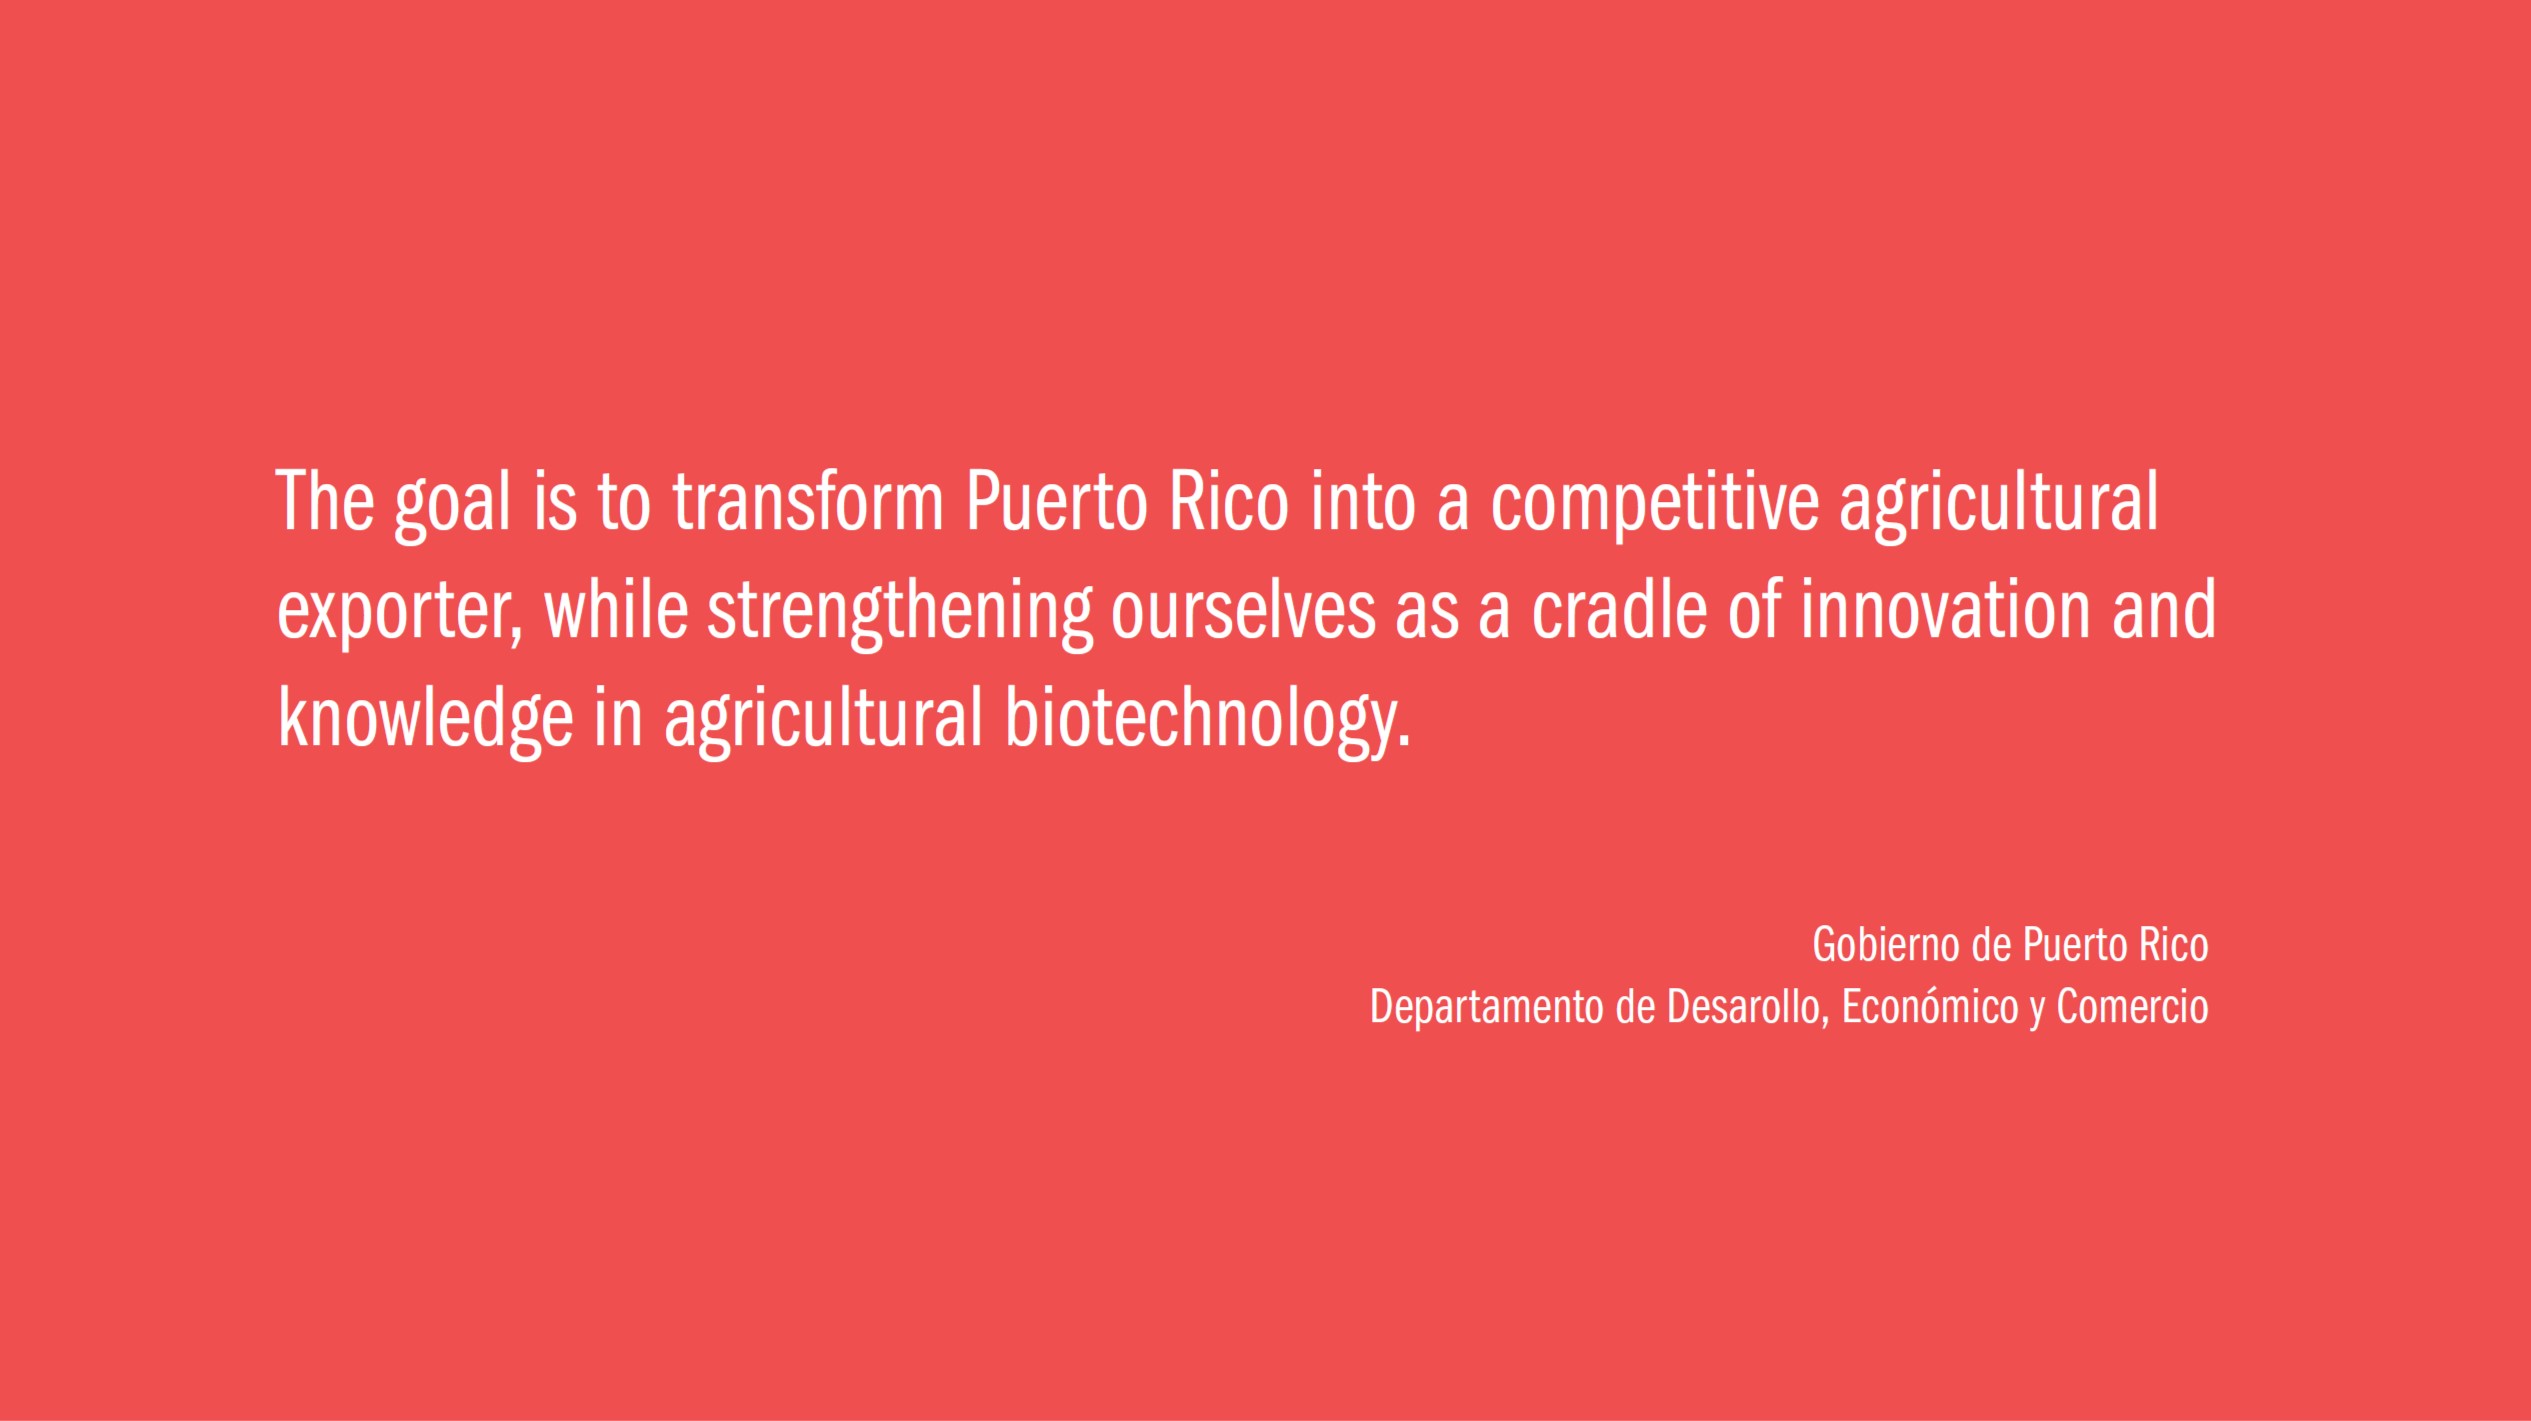 The goal is to transform Puerto Rico into a competitive agricultural
exporter, while strengthening ourselves as a cradle of innovation and
knowledge in agricultural biotechnology.
Gobierno de Puerto Rico
Departamento de Desarollo, Económico y Comercio